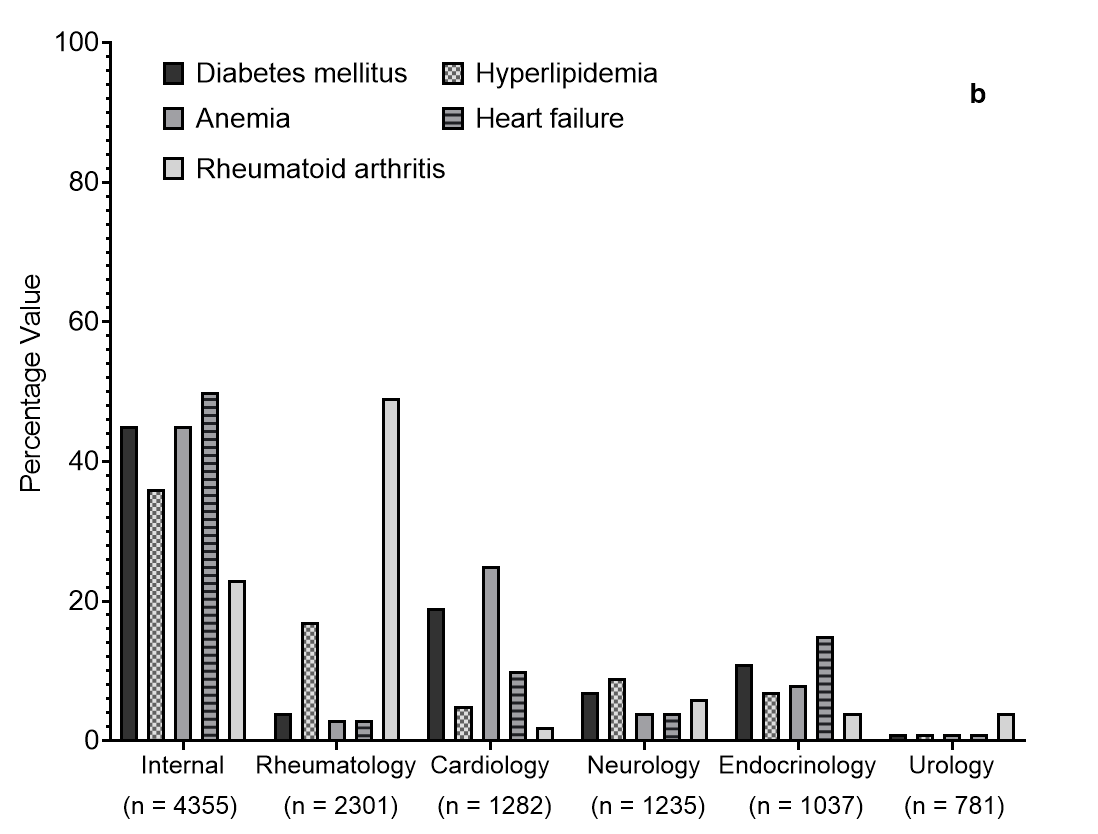 100
80
60
40
20
0
Percentage Value
Diabetes mellitus
Hyperlipidemia
Anemia
Heart failure
Rheumatoid arthritis
b
Internal
Rheumatology
Cardiology
Neurology
Endocrinology
Urology
(n = 4355)
(n = 2301)
(n = 1282)
(n = 1235)
(n = 1037)
(n = 781)